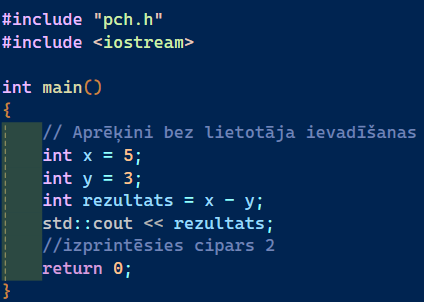 #include "pch.h"
#include <iostream>
int main()
{
// Aprēķini bez lietotāja ievadīšanas
int x = 5;
int y = 3;
int rezultats = x - y;
std::cout << rezultats;
//izprintēsies cipars 2
return 0;
}